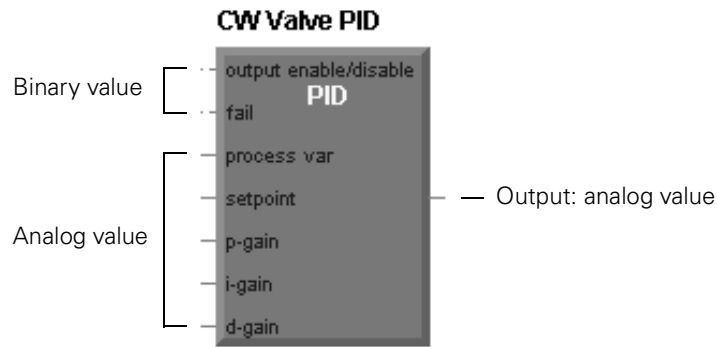 CW Valve PID
Binary value
output enable/disable
PID
fail
process var
setpoint
Output: analog value
Analog value
p-gain
i-gain
d-gain